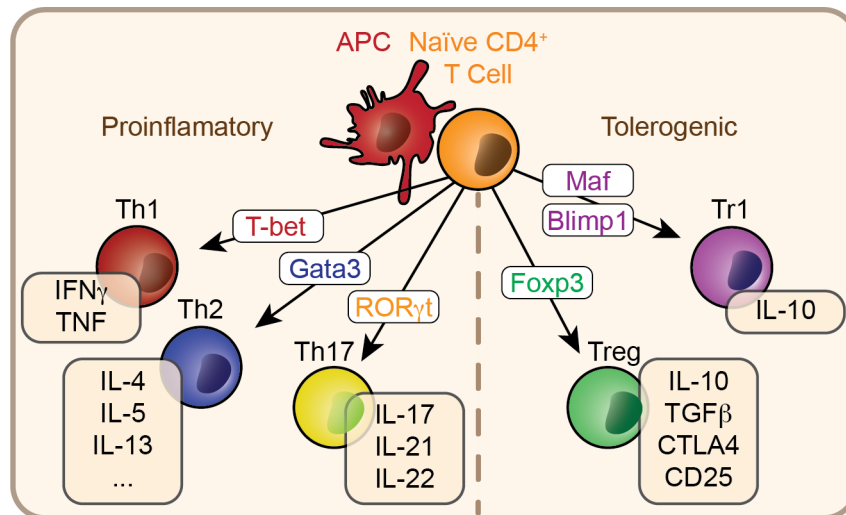 APC Naïve CD4⁺
T Cell
Proinflamatory
Tolerogenic
Maf
Blimp1
Th1
T-bet
Tr1
Gata3
Foxp3
IFNγ
TNF
Th2
RORγt
IL-10
Th17
Treg
IL-4
IL-5
IL-13
...
IL-17
IL-21
IL-22
IL-10
TGFβ
CTLA4
CD25